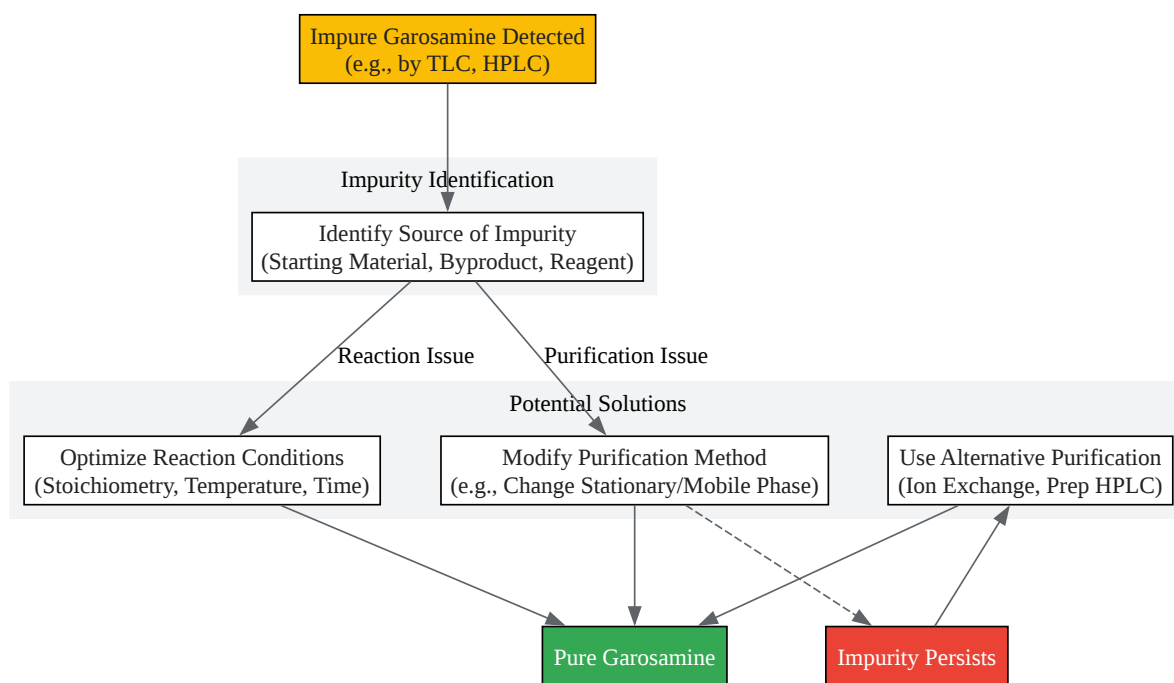 Impure Garosamine Detected
(e.g., by TLC, HPLC)
Impurity Identification
Identify Source of Impurity
(Starting Material, Byproduct, Reagent)
Reaction Issue
Purification Issue
Potential Solutions
Optimize Reaction Conditions
(Stoichiometry, Temperature, Time)
Modify Purification Method
(e.g., Change Stationary/Mobile Phase)
Use Alternative Purification
(Ion Exchange, Prep HPLC)
Pure Garosamine
Impurity Persists